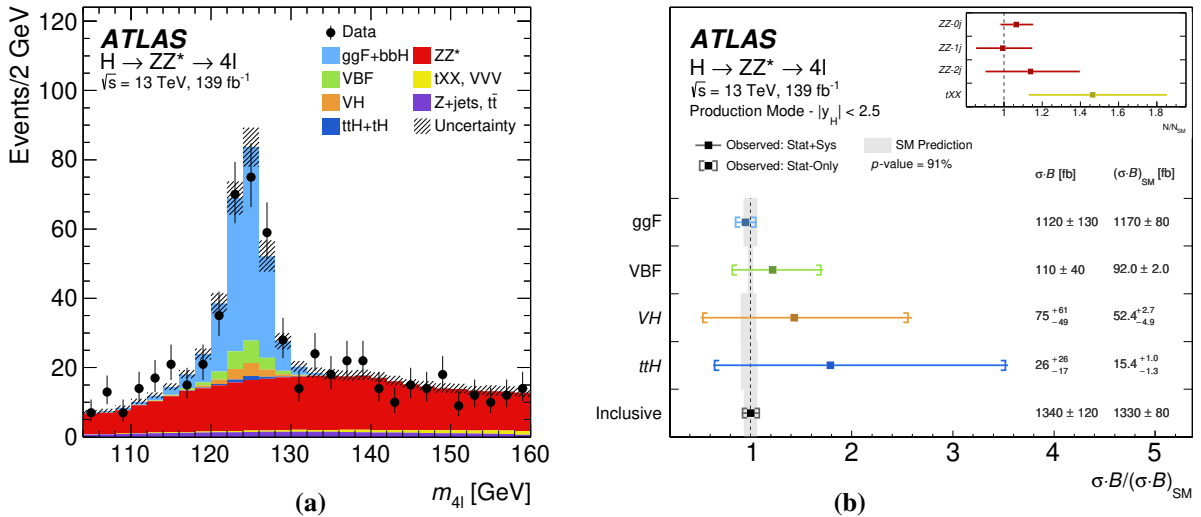 Events/2 GeV
120
100
80
60
40
20
0
ATLAS
H → ZZ* → 4l
√s = 13 TeV, 139 fb⁻¹
Data
ggF+bbH
ZZ*
VBF
tXX, VVV
VH
Z+jets, tt̄
ttH+tH
Uncertainty
110 120 130 140 150 160
m₄ₗ [GeV]
(a)
ATLAS
H → ZZ* → 4l
√s = 13 TeV, 139 fb⁻¹
Production Mode - |y_H| < 2.5
ZZ-0j
ZZ-1j
ZZ-2j
tXX
1 1.2 1.4 1.6 1.8
N/N_SM
Observed: Stat+Sys
SM Prediction
Observed: Stat-Only
p-value = 91%
σ·B [fb] (σ·B)_SM [fb]
ggF 1120 ± 130 1170 ± 80
VBF 110 ± 40 92.0 ± 2.0
VH 75 +61 −49 52.4 +2.7 −4.9
ttH 26 +26 −17 15.4 +1.0 −1.3
Inclusive 1340 ± 120 1330 ± 80
1 2 3 4 5
σ·B/(σ·B)_SM
(b)